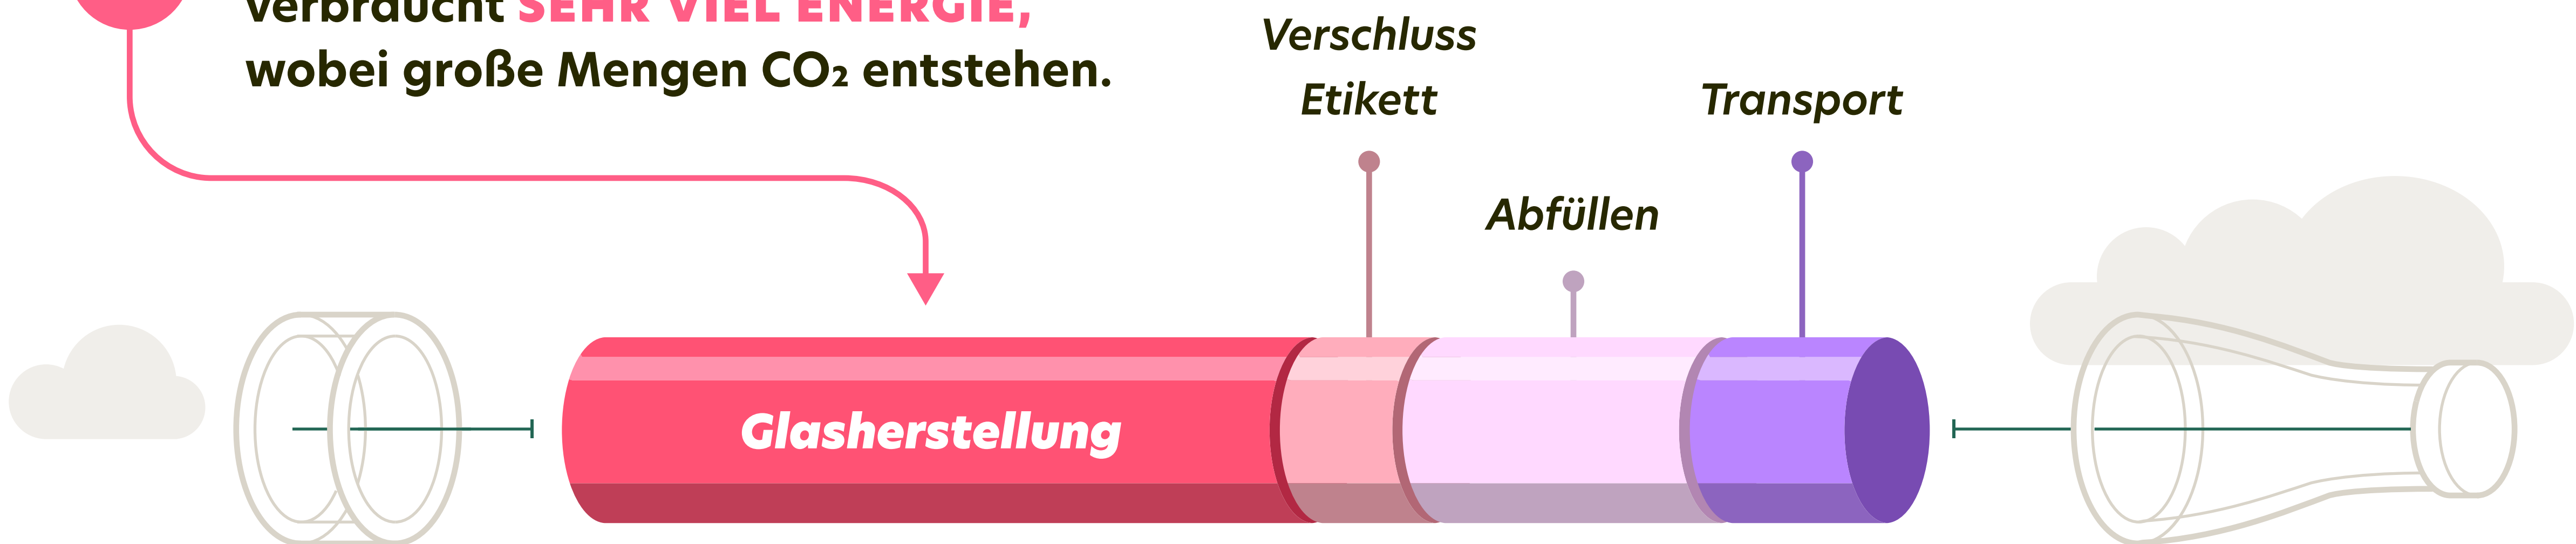 verbraucht SEHR VIEL ENERGIE,
wobei große Mengen CO₂ entstehen.
Verschluss
Etikett
Transport
Abfüllen
Glasherstellung